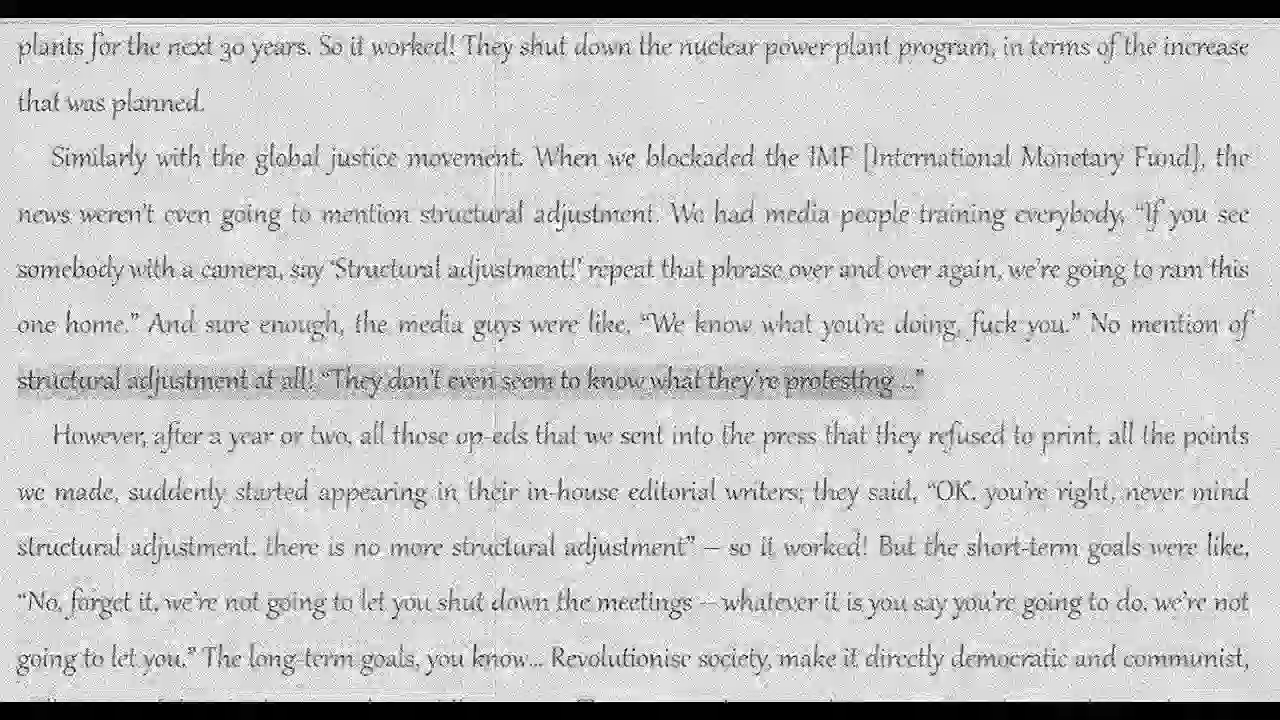 plants for the next 30 years. So it worked! They shut down the nuclear power plant program, in terms of the increase
that was planned.
Similarly with the global justice movement. When we blockaded the IMF [International Monetary Fund], the
news weren't even going to mention structural adjustment. We had media people training everybody, “If you see
somebody with a camera, say ‘Structural adjustment!’ repeat that phrase over and over again, we're going to ram this
one home.” And sure enough, the media guys were like, “We know what you're doing, fuck you.” No mention of
structural adjustment at all! “They don't even seem to know what they're protesting ...”
However, after a year or two, all those op-eds that we sent into the press that they refused to print, all the points
we made, suddenly started appearing in their in-house editorial writers; they said, “OK, you're right, never mind
structural adjustment, there is no more structural adjustment” – so it worked! But the short-term goals were like,
“No, forget it, we're not going to let you shut down the meetings – whatever it is you say you're going to do, we're not
going to let you.” The long-term goals, you know... Revolutionise society, make it directly democratic and communist,